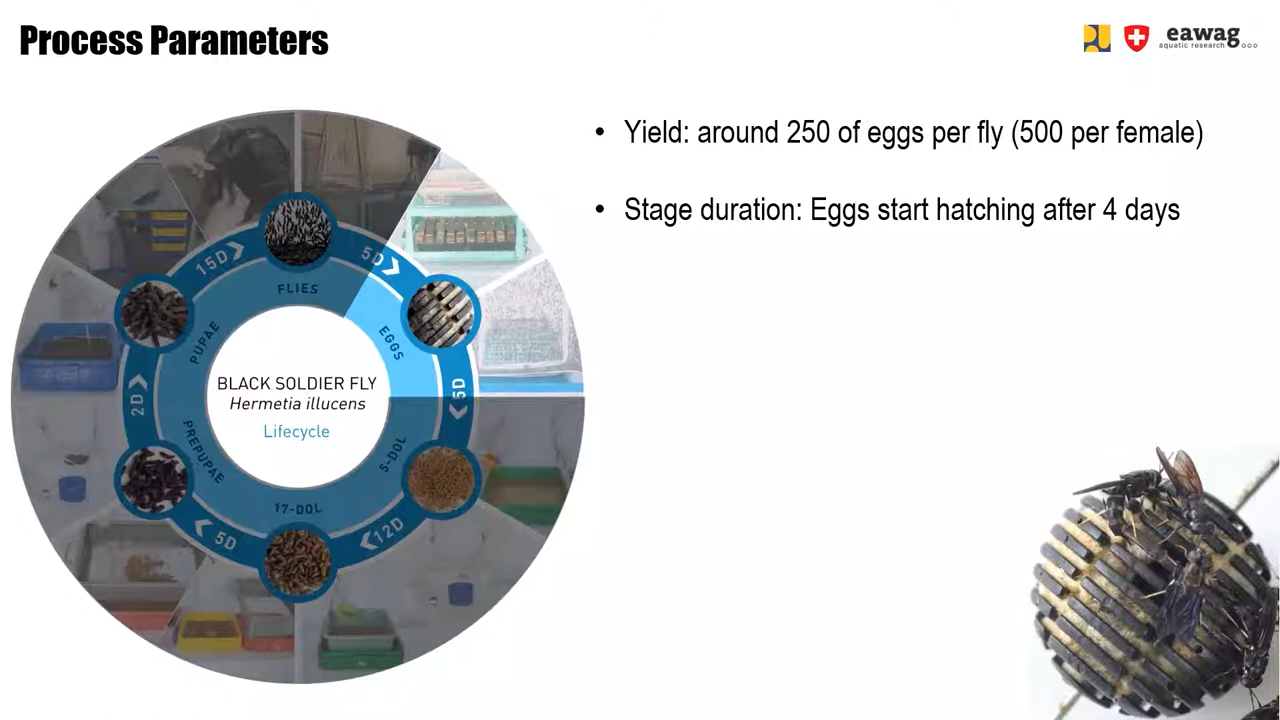 Process Parameters
eawag
aquatic research
• Yield: around 250 of eggs per fly (500 per female)
• Stage duration: Eggs start hatching after 4 days
15D
5D
FLIES
PUPAE
EGGS
BLACK SOLDIER FLY
Hermetia illucens
Lifecycle
2D
5D
PREPUPAE
5-DOL
17-DOL
5D
12D